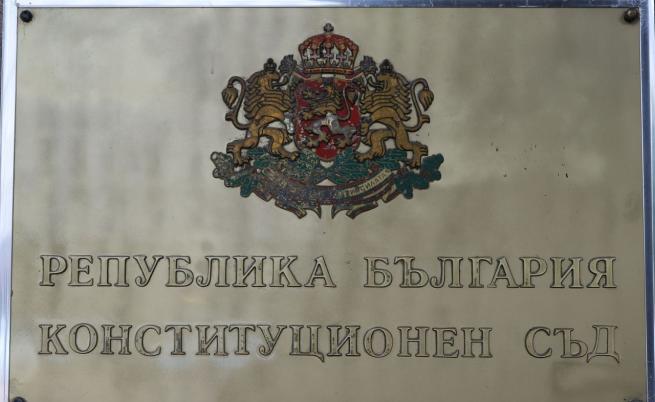 РЕПУБЛИКА БЪЛГАРИЯ
КОНСТИТУЦИОНЕН СЪД